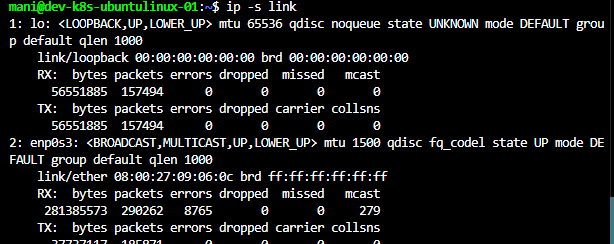 mani@dev-k8s-ubuntulinux-01:~$ ip -s link
1: lo: <LOOPBACK,UP,LOWER_UP> mtu 65536 qdisc noqueue state UNKNOWN mode DEFAULT grou
p default qlen 1000
    link/loopback 00:00:00:00:00:00 brd 00:00:00:00:00:00
    RX:  bytes packets errors dropped  missed   mcast
      56551885  157494      0       0       0       0
    TX:  bytes packets errors dropped carrier collsns
      56551885  157494      0       0       0       0
2: enp0s3: <BROADCAST,MULTICAST,UP,LOWER_UP> mtu 1500 qdisc fq_codel state UP mode DE
FAULT group default qlen 1000
    link/ether 08:00:27:09:06:0c brd ff:ff:ff:ff:ff:ff
    RX:  bytes packets errors dropped  missed   mcast
     281385573  290262   8765       0       0     279
    TX:  bytes packets errors dropped carrier collsns